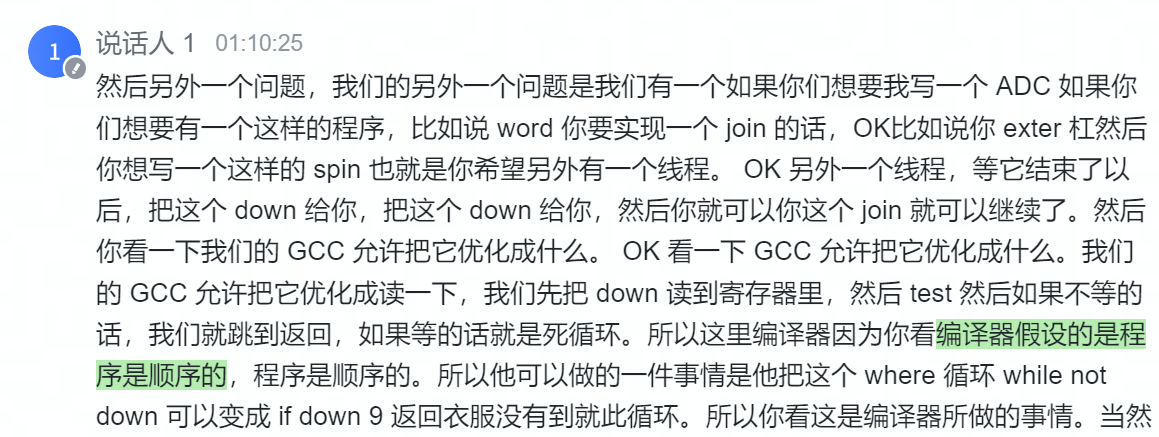 1 说话人 1 01:10:25
然后另外一个问题，我们的另外一个问题是我们有一个如果你们想要我写一个 ADC 如果你
们想要有一个这样的程序，比如说 word 你要实现一个 join 的话，OK比如说你 exter 杠然后
你想写一个这样的 spin 也就是你希望另外有一个线程。 OK 另外一个线程，等它结束了以
后，把这个 down 给你，把这个 down 给你，然后你就可以你这个 join 就可以继续了。然后
你看一下我们的 GCC 允许把它优化成什么。 OK 看一下 GCC 允许把它优化成什么。我们
的 GCC 允许把它优化成读一下，我们先把 down 读到寄存器里，然后 test 然后如果不等的
话，我们就跳到返回，如果等的话就是死循环。所以这里编译器因为你看编译器假设的是程
序是顺序的，程序是顺序的。所以他可以做的一件事情是他把这个 where 循环 while not
down 可以变成 if down 9 返回衣服没有到就此循环。所以你看这是编译器所做的事情。当然